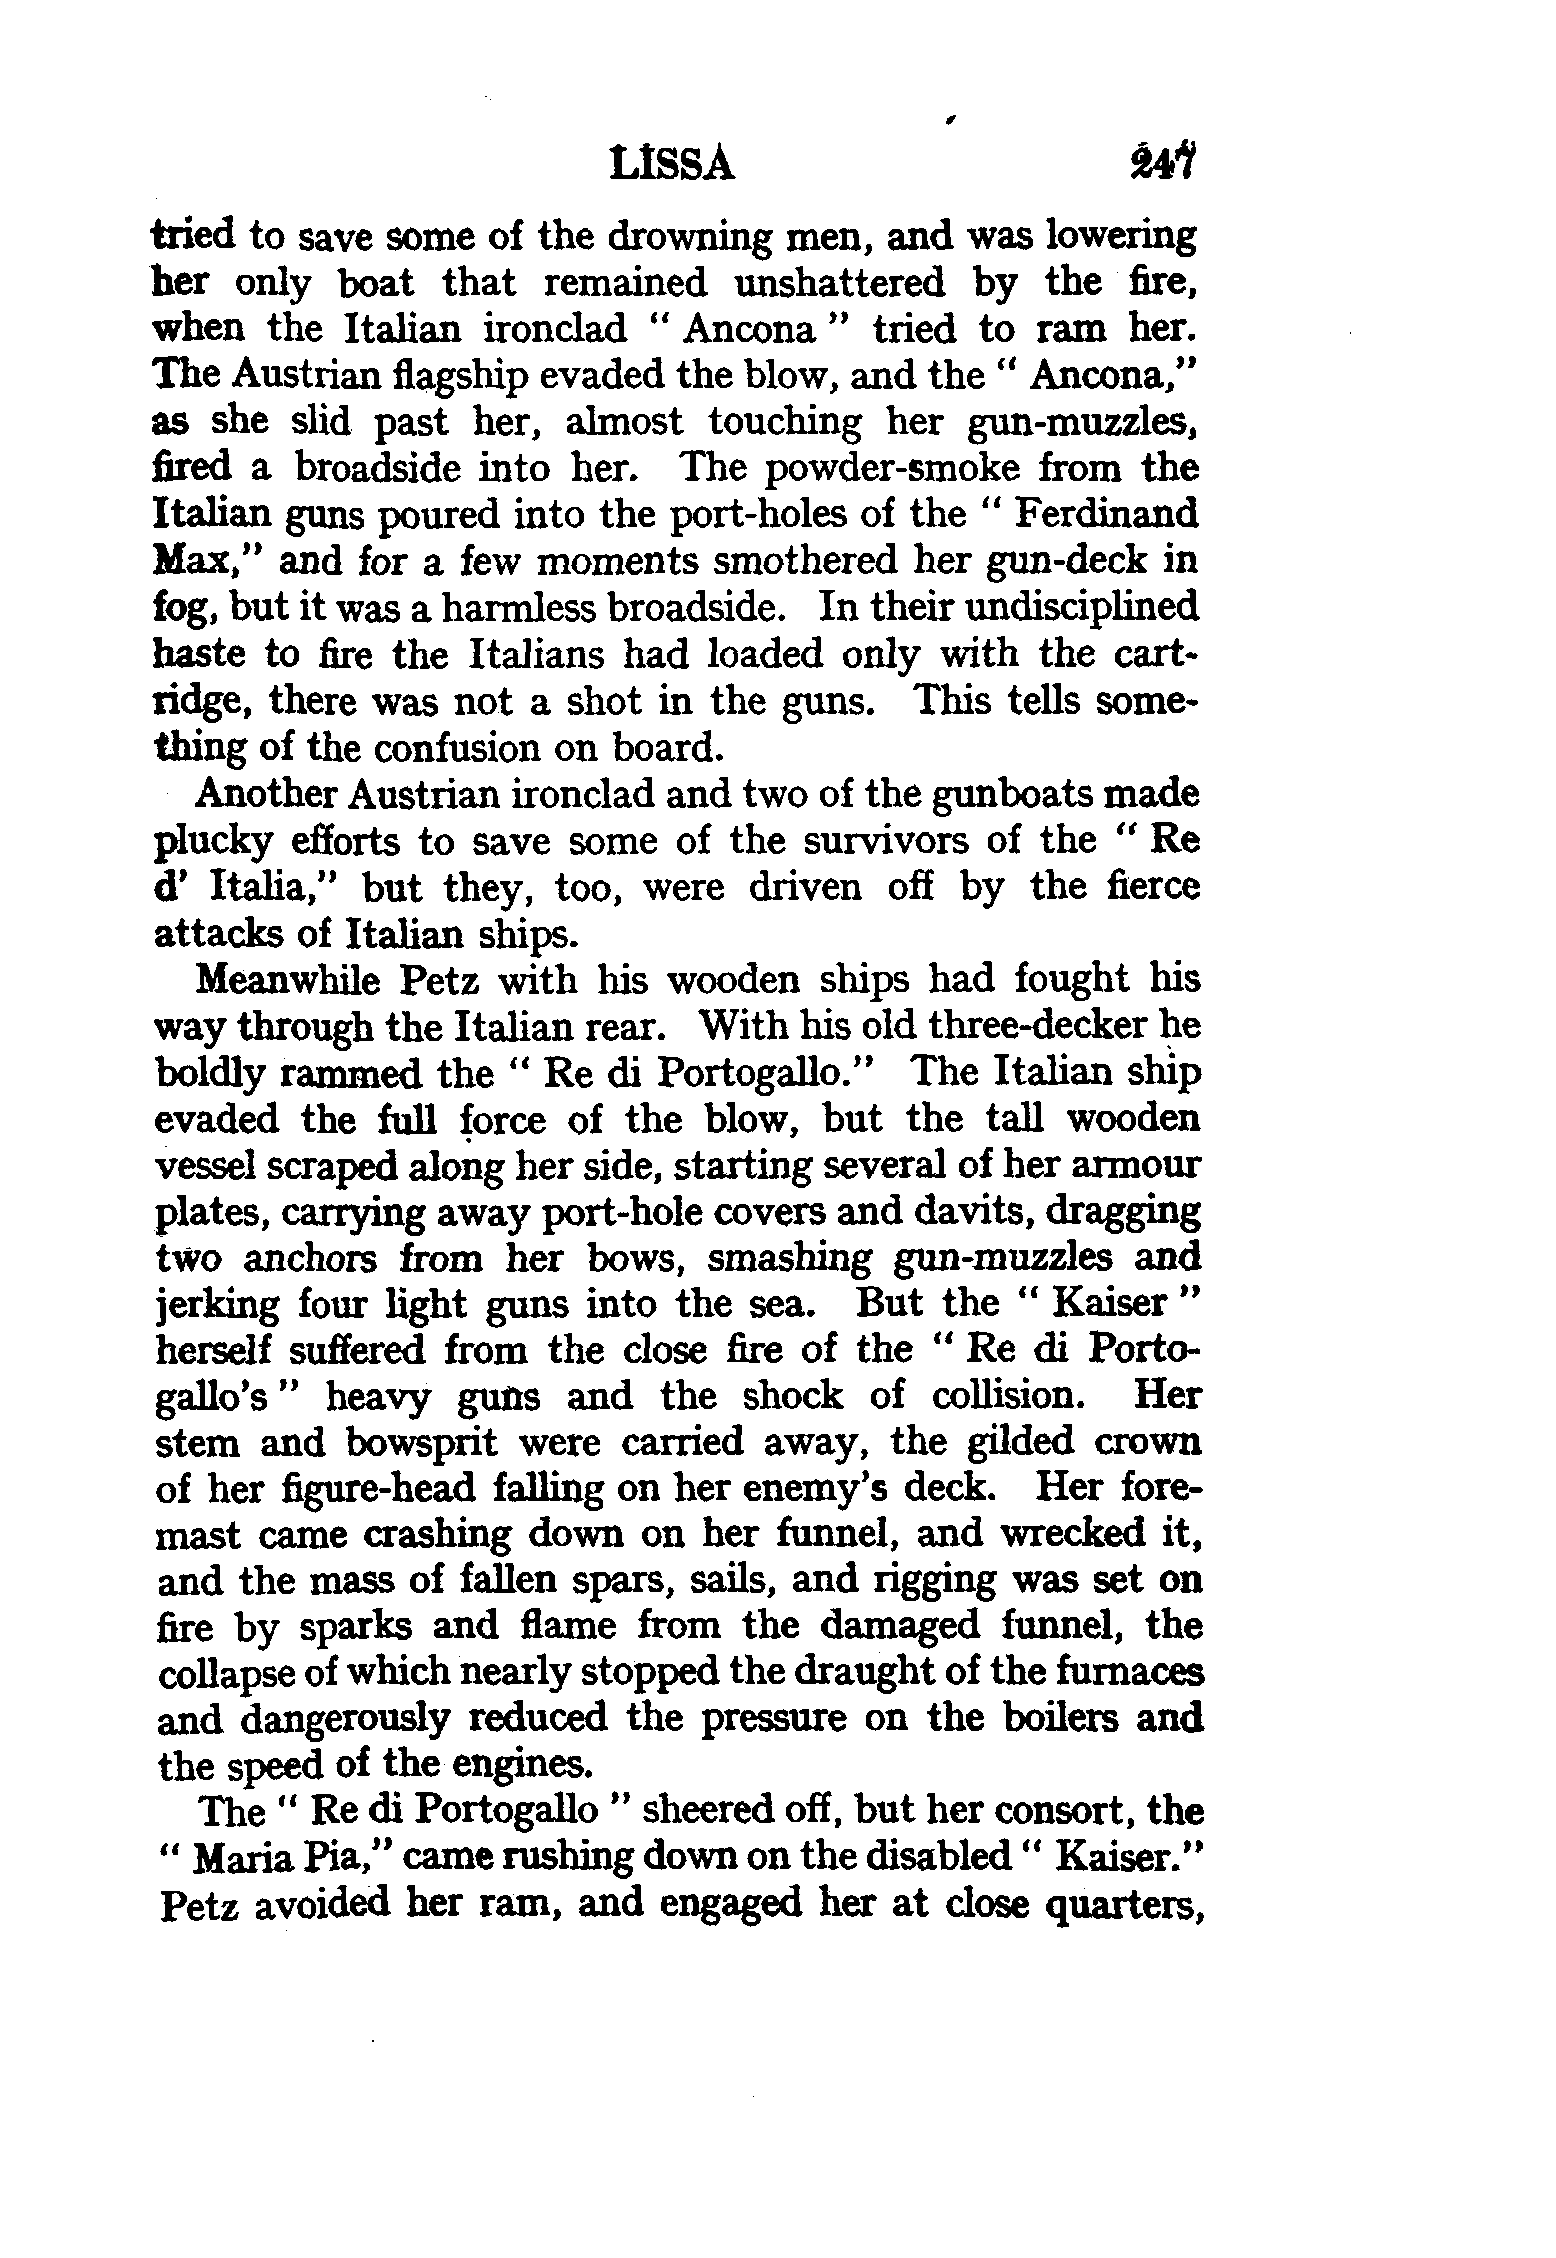 LISSA 247
tried to save some of the drowning men, and was lowering
her only boat that remained unshattered by the fire,
when the Italian ironclad " Ancona " tried to ram her.
The Austrian flagship evaded the blow, and the " Ancona,"
as she slid past her, almost touching her gun-muzzles,
fired a broadside into her. The powder-smoke from the
Italian guns poured into the port-holes of the " Ferdinand
Max," and for a few moments smothered her gun-deck in
fog, but it was a harmless broadside. In their undisciplined
haste to fire the Italians had loaded only with the cart-
ridge, there was not a shot in the guns. This tells some-
thing of the confusion on board.
Another Austrian ironclad and two of the gunboats made
plucky efforts to save some of the survivors of the " Re
d' Italia," but they, too, were driven off by the fierce
attacks of Italian ships.
Meanwhile Petz with his wooden ships had fought his
way through the Italian rear. With his old three-decker he
boldly rammed the " Re di Portogallo." The Italian ship
evaded the full force of the blow, but the tall wooden
vessel scraped along her side, starting several of her armour
plates, carrying away port-hole covers and davits, dragging
two anchors from her bows, smashing gun-muzzles and
jerking four light guns into the sea. But the " Kaiser "
herself suffered from the close fire of the " Re di Porto-
gallo's " heavy guns and the shock of collision. Her
stem and bowsprit were carried away, the gilded crown
of her figure-head falling on her enemy's deck. Her fore-
mast came crashing down on her funnel, and wrecked it,
and the mass of fallen spars, sails, and rigging was set on
fire by sparks and flame from the damaged funnel, the
collapse of which nearly stopped the draught of the furnaces
and dangerously reduced the pressure on the boilers and
the speed of the engines.
The " Re di Portogallo " sheered off, but her consort, the
" Maria Pia," came rushing down on the disabled " Kaiser."
Petz avoided her ram, and engaged her at close quarters,